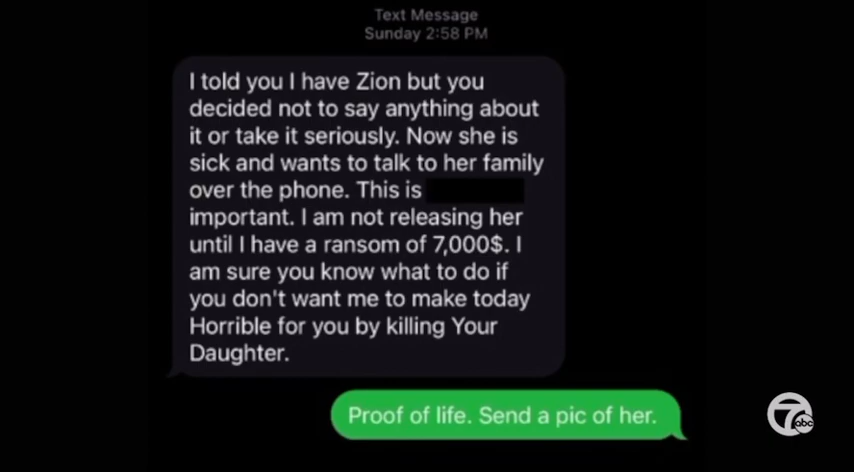 Text Message
Sunday 2:58 PM
I told you I have Zion but you
decided not to say anything about
it or take it seriously. Now she is
sick and wants to talk to her family
over the phone. This is
important. I am not releasing her
until I have a ransom of 7,000$. I
am sure you know what to do if
you don't want me to make today
Horrible for you by killing Your
Daughter.
Proof of life. Send a pic of her.
7 abc